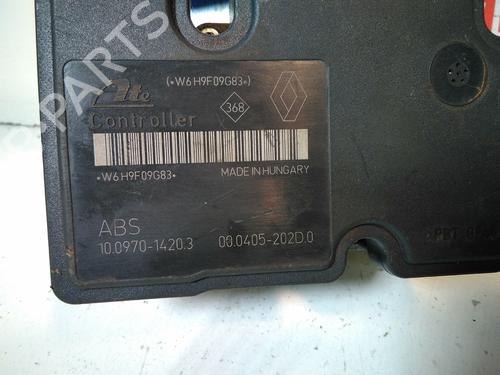 (•W6H9F09G83•)
Ate
368
Controller
•W6H9F09G83•
MADE IN HUNGARY
ABS
10.0970-1420.3 00.0405-202D.0
B-PARTS